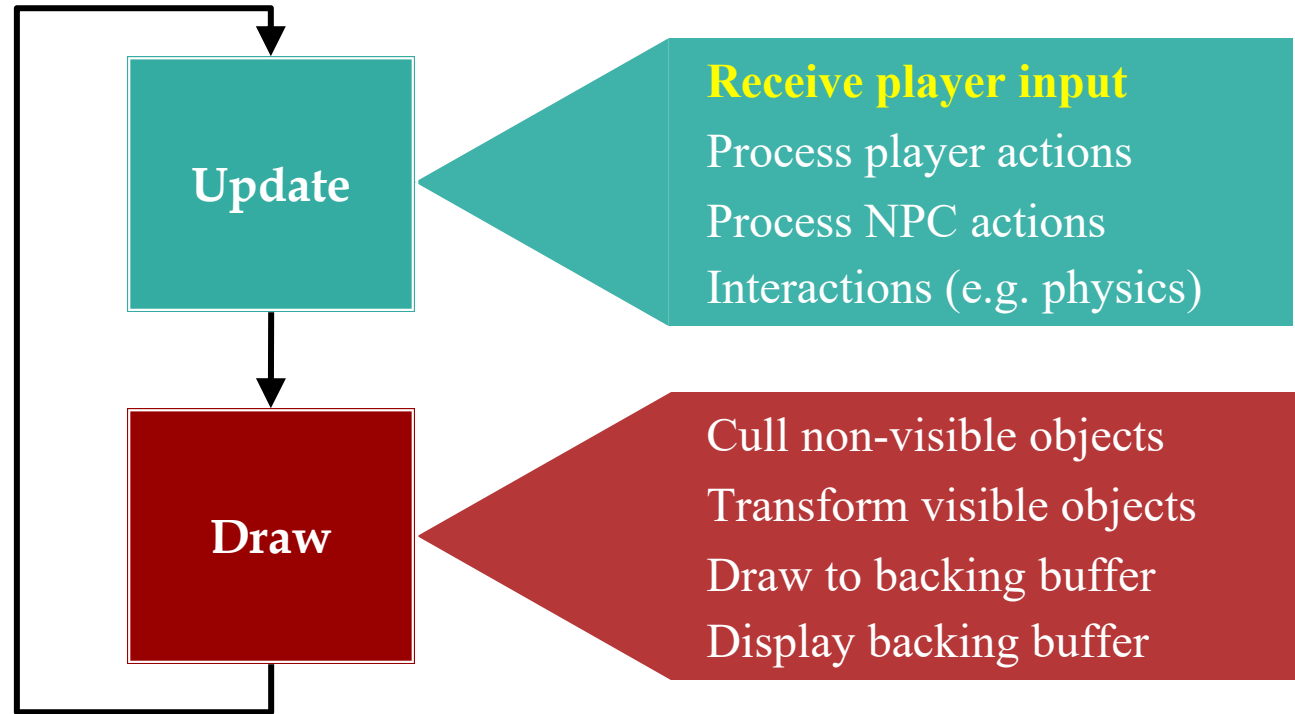 Update
Receive player input
Process player actions
Process NPC actions
Interactions (e.g. physics)
Draw
Cull non-visible objects
Transform visible objects
Draw to backing buffer
Display backing buffer